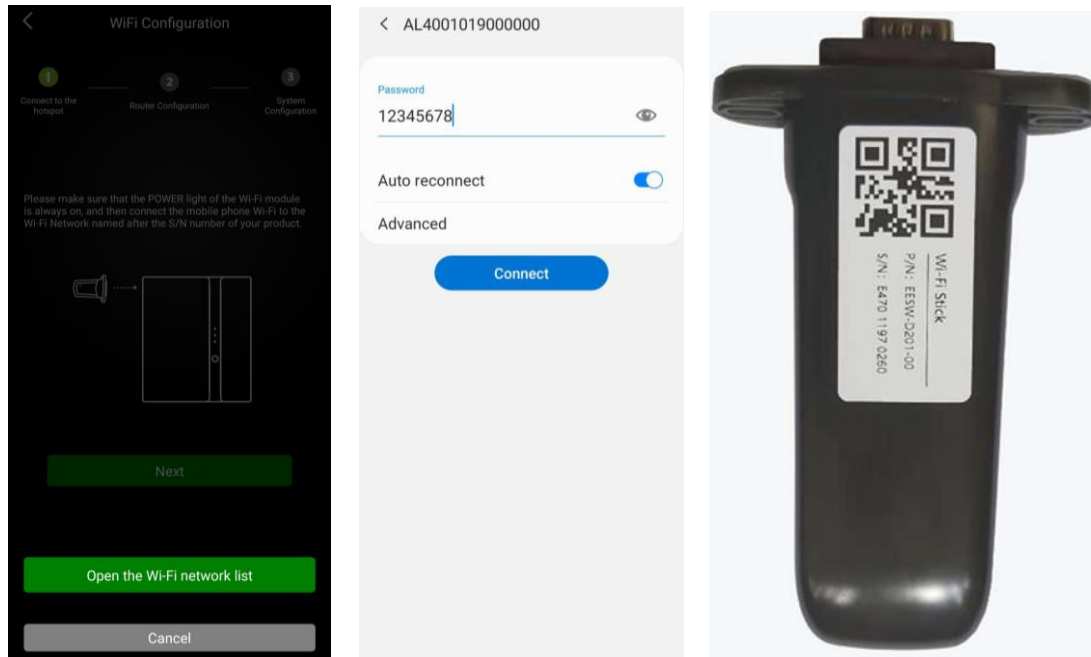 WiFi Configuration
1
2
3
Connect to the
hotspot
Router Configuration
System
Configuration
Please make sure that the POWER light of the Wi-Fi module
is always on, and then connect the mobile phone Wi-Fi to the
Wi-Fi Network named after the S/N number of your product.
Next
Open the Wi-Fi network list
Cancel
AL4001019000000
Password
12345678
Auto reconnect
Advanced
Connect
Wi-Fi Stick
P/N: EESW-D201-00
S/N: E470 1197 0260